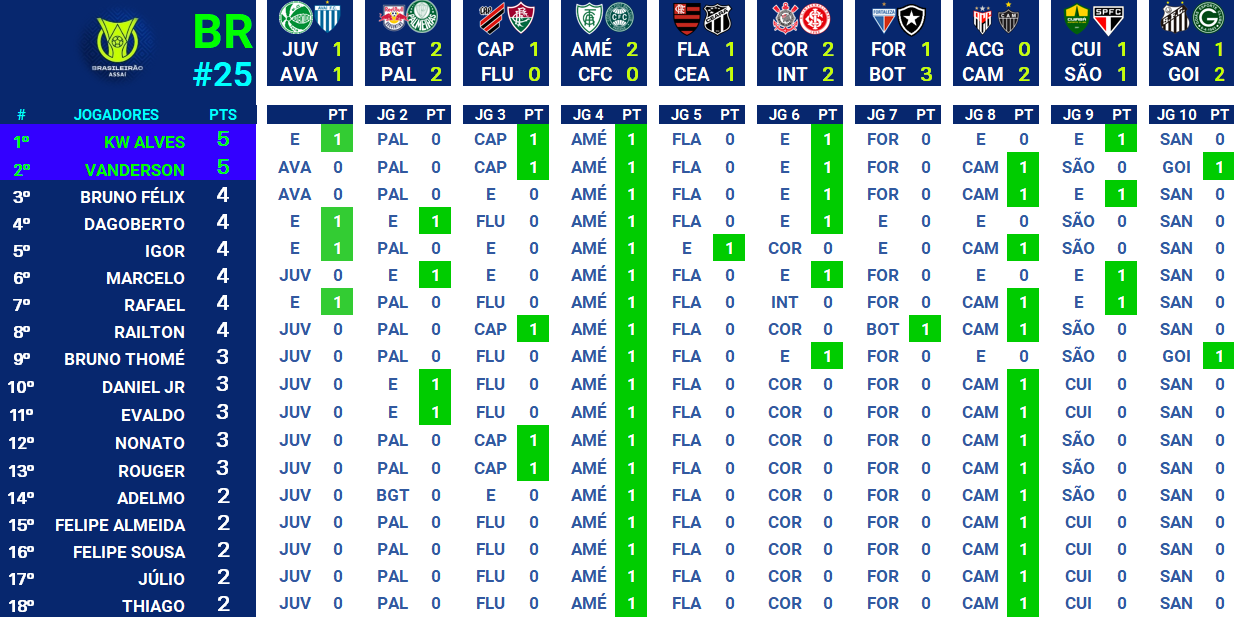 BR JUV 1 BGT 2 CAP 1 AMÉ 2 FLA 1 COR 2 FOR 1 ACG 0 CUI 1 SAN 1
BRASILEIRÃO
ASSAÍ
#25 AVA 1 PAL 2 FLU 0 CFC 0 CEA 1 INT 2 BOT 3 CAM 2 SÃO 1 GOI 2
# JOGADORES PTS PT JG 2 PT JG 3 PT JG 4 PT JG 5 PT JG 6 PT JG 7 PT JG 8 PT JG 9 PT JG 10 PT
1º KW ALVES 5 E 1 PAL 0 CAP 1 AMÉ 1 FLA 0 E 1 FOR 0 E 0 E 1 SAN 0
2º VANDERSON 5 AVA 0 PAL 0 CAP 1 AMÉ 1 FLA 0 E 1 FOR 0 CAM 1 SÃO 0 GOI 1
3º BRUNO FÉLIX 4 AVA 0 PAL 0 E 0 AMÉ 1 FLA 0 E 1 FOR 0 CAM 1 E 1 SAN 0
4º DAGOBERTO 4 E 1 E 1 FLU 0 AMÉ 1 FLA 0 E 1 E 0 E 0 SÃO 0 SAN 0
5º IGOR 4 E 1 PAL 0 E 0 AMÉ 1 E 1 COR 0 E 0 CAM 1 SÃO 0 SAN 0
6º MARCELO 4 JUV 0 E 1 E 0 AMÉ 1 FLA 0 E 1 FOR 0 E 0 E 1 SAN 0
7º RAFAEL 4 E 1 PAL 0 FLU 0 AMÉ 1 FLA 0 INT 0 FOR 0 CAM 1 E 1 SAN 0
8º RAILTON 4 JUV 0 PAL 0 CAP 1 AMÉ 1 FLA 0 COR 0 BOT 1 CAM 1 SÃO 0 SAN 0
9º BRUNO THOMÉ 3 JUV 0 PAL 0 FLU 0 AMÉ 1 FLA 0 E 1 FOR 0 E 0 SÃO 0 GOI 1
10º DANIEL JR 3 JUV 0 E 1 FLU 0 AMÉ 1 FLA 0 COR 0 FOR 0 CAM 1 CUI 0 SAN 0
11º EVALDO 3 JUV 0 E 1 FLU 0 AMÉ 1 FLA 0 COR 0 FOR 0 CAM 1 CUI 0 SAN 0
12º NONATO 3 JUV 0 PAL 0 CAP 1 AMÉ 1 FLA 0 COR 0 FOR 0 CAM 1 SÃO 0 SAN 0
13º ROUGER 3 JUV 0 PAL 0 CAP 1 AMÉ 1 FLA 0 COR 0 FOR 0 CAM 1 SÃO 0 SAN 0
14º ADELMO 2 JUV 0 BGT 0 E 0 AMÉ 1 FLA 0 COR 0 FOR 0 CAM 1 SÃO 0 SAN 0
15º FELIPE ALMEIDA 2 JUV 0 PAL 0 FLU 0 AMÉ 1 FLA 0 COR 0 FOR 0 CAM 1 CUI 0 SAN 0
16º FELIPE SOUSA 2 JUV 0 PAL 0 FLU 0 AMÉ 1 FLA 0 COR 0 FOR 0 CAM 1 CUI 0 SAN 0
17º JÚLIO 2 JUV 0 PAL 0 FLU 0 AMÉ 1 FLA 0 COR 0 FOR 0 CAM 1 CUI 0 SAN 0
18º THIAGO 2 JUV 0 PAL 0 FLU 0 AMÉ 1 FLA 0 COR 0 FOR 0 CAM 1 CUI 0 SAN 0